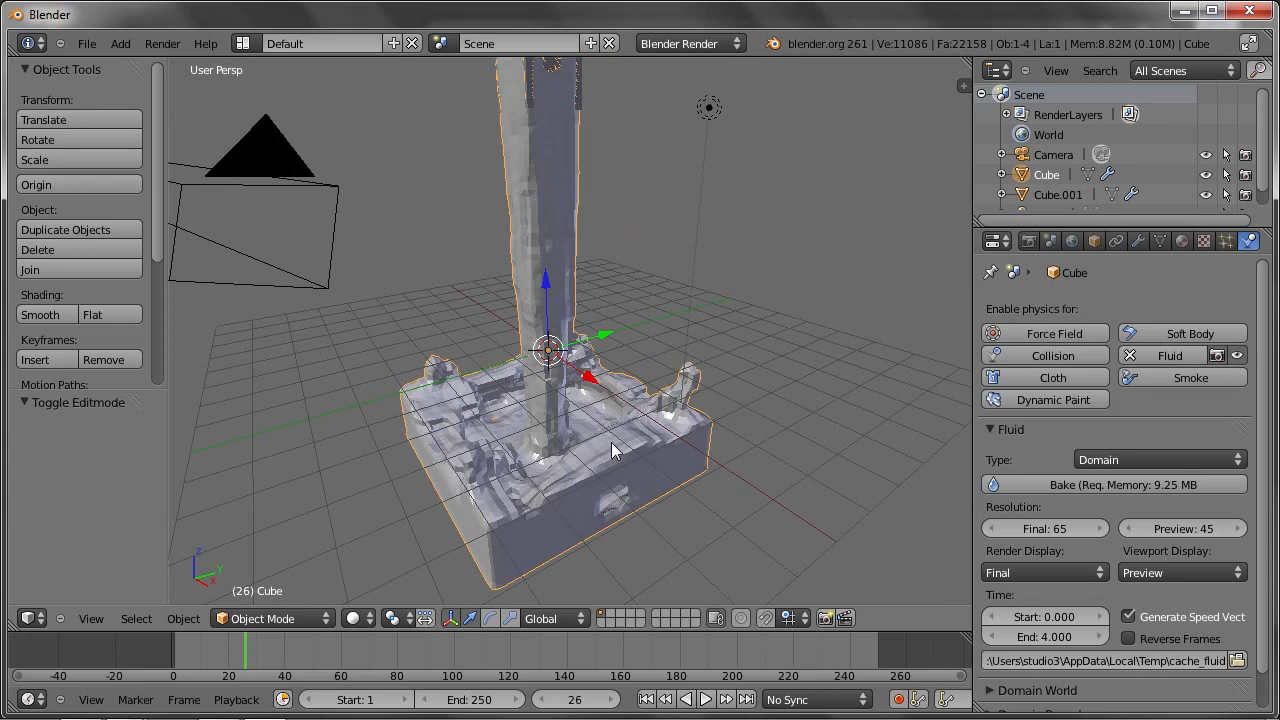 Blender
File Add Render Help Default Scene Blender Render blender.org 261 | Ve:11086 | Fa:22158 | Ob:1-4 | La:1 | Mem:8.82M (0.10M) | Cube
Object Tools
Transform:
Translate
Rotate
Scale
Origin
Object:
Duplicate Objects
Delete
Join
Shading:
Smooth Flat
Keyframes:
Insert Remove
Motion Paths:
Toggle Editmode
User Persp
z
y
x
(26) Cube
View Select Object Object Mode Global
-40 -20 0 20 40 60 80 100 120 140 160 180 200 220 240 260
View Marker Frame Playback Start: 1 End: 250 26 No Sync
View Search All Scenes
Scene
RenderLayers
World
Camera
Cube
Cube.001
Cube
Enable physics for:
Force Field Soft Body
Collision Fluid
Cloth Smoke
Dynamic Paint
Fluid
Type: Domain
Bake (Req. Memory: 9.25 MB
Resolution:
Final: 65 Preview: 45
Render Display: Viewport Display:
Final Preview
Time:
Start: 0.000 Generate Speed Vect
End: 4.000 Reverse Frames
:\Users\studio3\AppData\Local\Temp\cache_fluid
Domain World